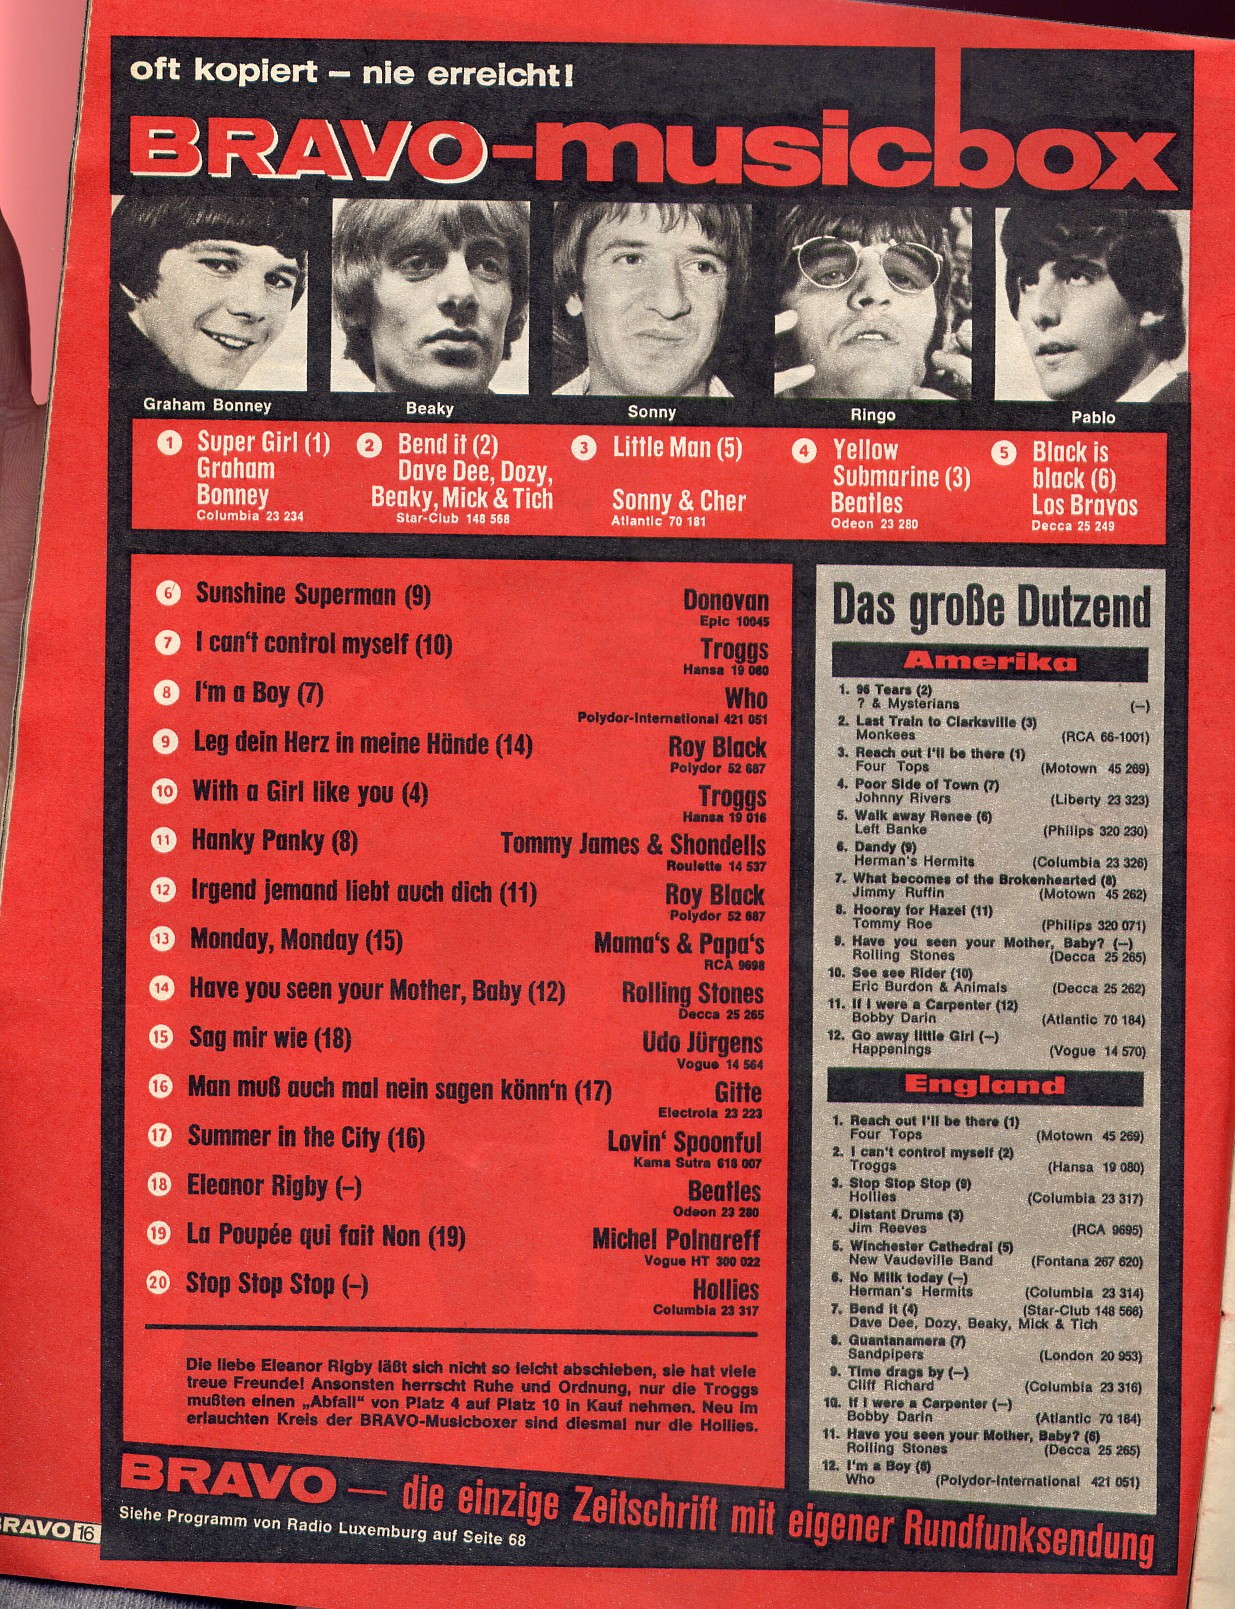 oft kopiert – nie erreicht!
BRAVO-musicbox
Graham Bonney
Beaky
Sonny
Ringo
Pablo
1 Super Girl (1)
Graham
Bonney
Columbia 23 234
2 Bend it (2)
Dave Dee, Dozy,
Beaky, Mick & Tich
Star-Club 148 568
3 Little Man (5)
Sonny & Cher
Atlantic 70 181
4 Yellow
Submarine (3)
Beatles
Odeon 23 280
5 Black is
black (6)
Los Bravos
Decca 25 249
6 Sunshine Superman (9) Donovan
Epic 10045
7 I can't control myself (10) Troggs
Hansa 19 080
8 I'm a Boy (7) Who
Polydor-International 421 051
9 Leg dein Herz in meine Hände (14) Roy Black
Polydor 52 687
10 With a Girl like you (4) Troggs
Hansa 19 016
11 Hanky Panky (8) Tommy James & Shondells
Roulette 14 537
12 Irgend jemand liebt auch dich (11) Roy Black
Polydor 52 687
13 Monday, Monday (15) Mama's & Papa's
RCA 9698
14 Have you seen your Mother, Baby (12) Rolling Stones
Decca 25 265
15 Sag mir wie (18) Udo Jürgens
Vogue 14 564
16 Man muß auch mal nein sagen könn'n (17) Gitte
Electrola 23 223
17 Summer in the City (16) Lovin' Spoonful
Kama Sutra 618 007
18 Eleanor Rigby (–) Beatles
Odeon 23 280
19 La Poupée qui fait Non (19) Michel Polnareff
Vogue HT 300 022
20 Stop Stop Stop (–) Hollies
Columbia 23 317
Die liebe Eleanor Rigby läßt sich nicht so leicht abschieben, sie hat viele
treue Freunde! Ansonsten herrscht Ruhe und Ordnung, nur die Troggs
mußten einen „Abfall" von Platz 4 auf Platz 10 in Kauf nehmen. Neu im
erlauchten Kreis der BRAVO-Musicboxer sind diesmal nur die Hollies.
Das große Dutzend
Amerika
1. 96 Tears (2)
? & Mysterians (–)
2. Last Train to Clarksville (3)
Monkees (RCA 66-1001)
3. Reach out I'll be there (1)
Four Tops (Motown 45 269)
4. Poor Side of Town (7)
Johnny Rivers (Liberty 23 323)
5. Walk away Renee (6)
Left Banke (Philips 320 230)
6. Dandy (9)
Herman's Hermits (Columbia 23 326)
7. What becomes of the Brokenhearted (8)
Jimmy Ruffin (Motown 45 262)
8. Hooray for Hazel (11)
Tommy Roe (Philips 320 071)
9. Have you seen your Mother, Baby? (–)
Rolling Stones (Decca 25 265)
10. See see Rider (10)
Eric Burdon & Animals (Decca 25 262)
11. If I were a Carpenter (12)
Bobby Darin (Atlantic 70 184)
12. Go away little Girl (–)
Happenings (Vogue 14 570)
England
1. Reach out I'll be there (1)
Four Tops (Motown 45 269)
2. I can't control myself (2)
Troggs (Hansa 19 080)
3. Stop Stop Stop (9)
Hollies (Columbia 23 317)
4. Distant Drums (3)
Jim Reeves (RCA 9695)
5. Winchester Cathedral (5)
New Vaudeville Band (Fontana 267 620)
6. No Milk today (–)
Herman's Hermits (Columbia 23 314)
7. Bend it (4) (Star-Club 148 568)
Dave Dee, Dozy, Beaky, Mick & Tich
8. Guantanamera (7)
Sandpipers (London 20 953)
9. Time drags by (–)
Cliff Richard (Columbia 23 316)
10. If I were a Carpenter (–)
Bobby Darin (Atlantic 70 184)
11. Have you seen your Mother, Baby? (6)
Rolling Stones (Decca 25 265)
12. I'm a Boy (8)
Who (Polydor-International 421 051)
BRAVO — die einzige Zeitschrift mit eigener Rundfunksendung
Siehe Programm von Radio Luxemburg auf Seite 68
BRAVO 16